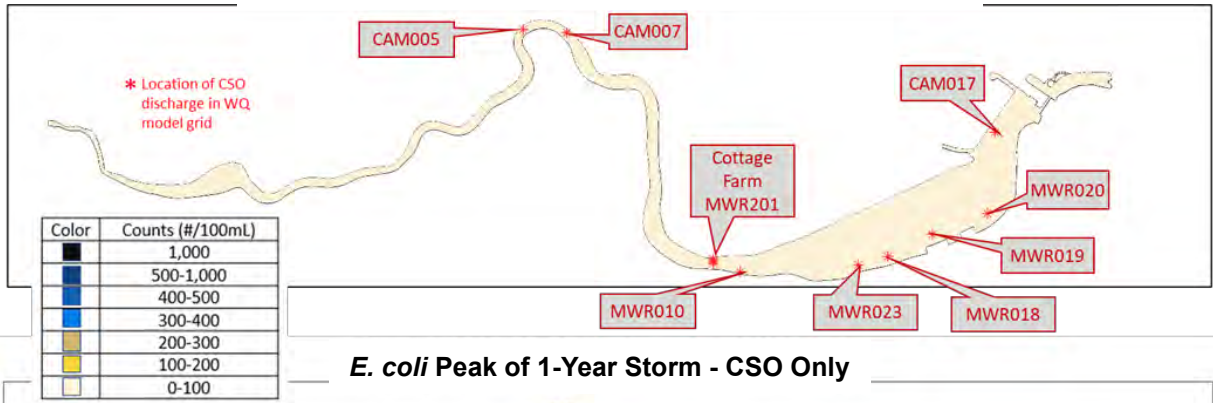 CAM005
CAM007
* Location of CSO
discharge in WQ
model grid
CAM017
Cottage
Farm
MWR201
MWR020
MWR019
MWR010
MWR023
MWR018
Color Counts (#/100mL)
1,000
500-1,000
400-500
300-400
200-300
100-200
0-100
E. coli Peak of 1-Year Storm - CSO Only